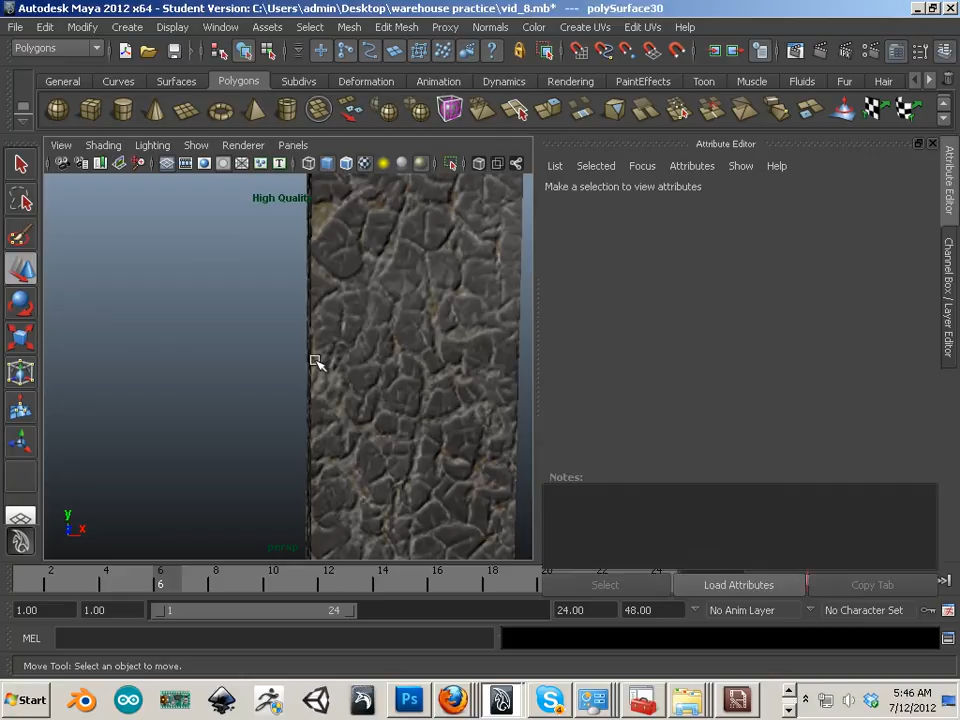 Autodesk Maya 2012 x64 - Student Version: C:\Users\admin\Desktop\warehouse practice\vid_8.mb* --- polySurface30
File Edit Modify Create Display Window Assets Select Mesh Edit Mesh Proxy Normals Color Create UVs Edit UVs Help
Polygons
General Curves Surfaces Polygons Subdivs Deformation Animation Dynamics Rendering PaintEffects Toon Muscle Fluids Fur Hair
View Shading Lighting Show Renderer Panels
Attribute Editor
List Selected Focus Attributes Show Help
Make a selection to view attributes
High Qualit
Attribute Editor
Channel Box / Layer Editor
Notes:
y
x
persp
2 4 6 8 10 12 14 16 18
6
Select Load Attributes Copy Tab
1.00 1.00 1 24 24.00 48.00 No Anim Layer No Character Set
MEL
Move Tool: Select an object to move.
Start Ps 5:46 AM
7/12/2012